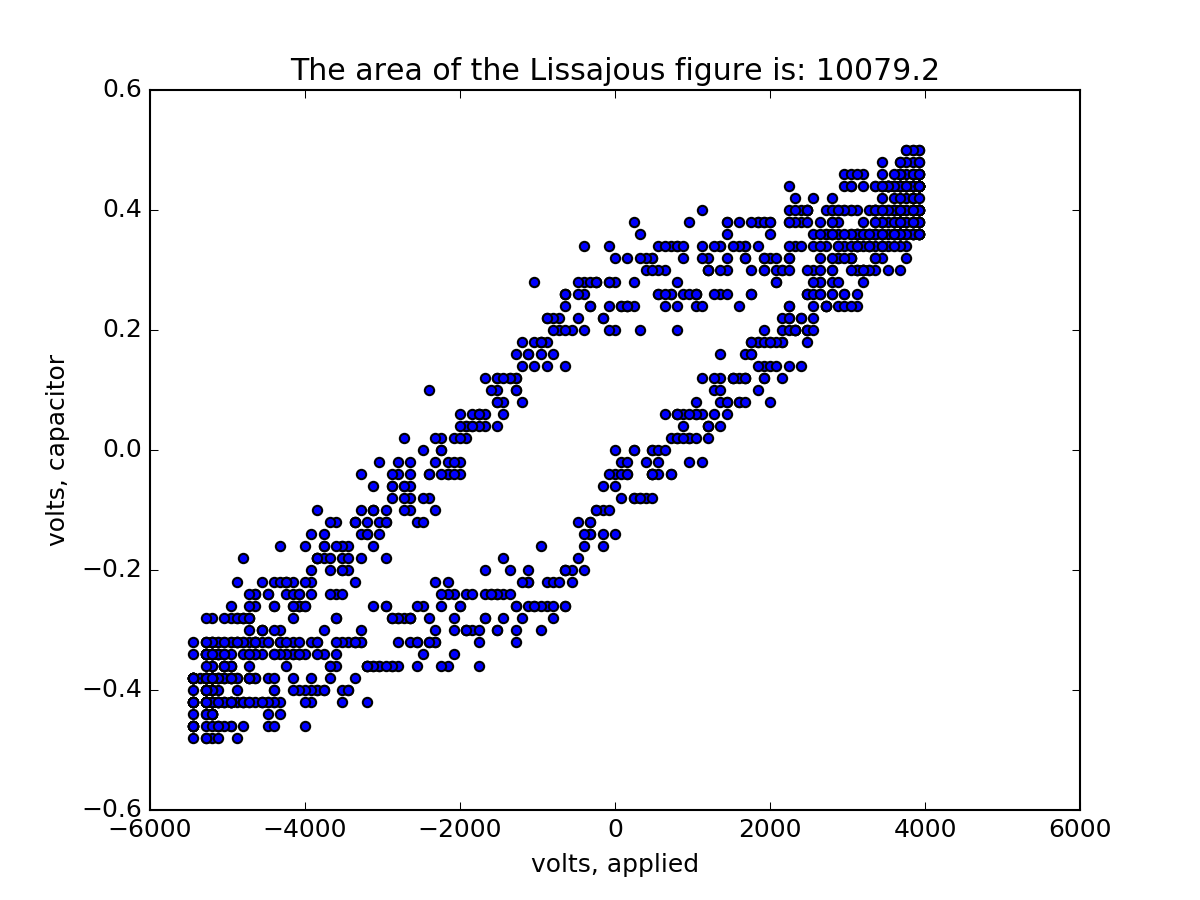 The area of the Lissajous figure is: 10079.2
0.6
0.4
0.2
0.0
−0.2
−0.4
−0.6
volts, capacitor
−6000 −4000 −2000 0 2000 4000 6000
volts, applied